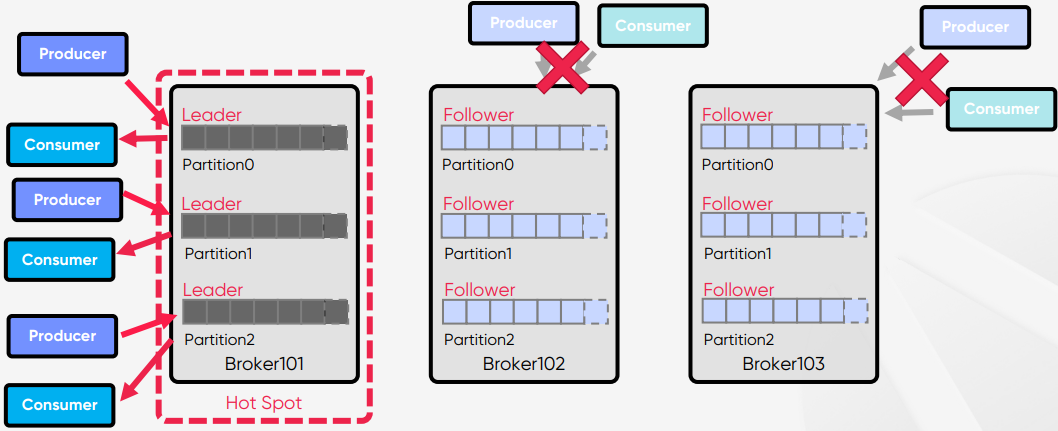 Producer
Consumer
Producer
Consumer
Producer
Consumer
Leader
Partition0
Leader
Partition1
Leader
Partition2
Broker101
Hot Spot
Producer
Consumer
Follower
Partition0
Follower
Partition1
Follower
Partition2
Broker102
Producer
Consumer
Follower
Partition0
Follower
Partition1
Follower
Partition2
Broker103